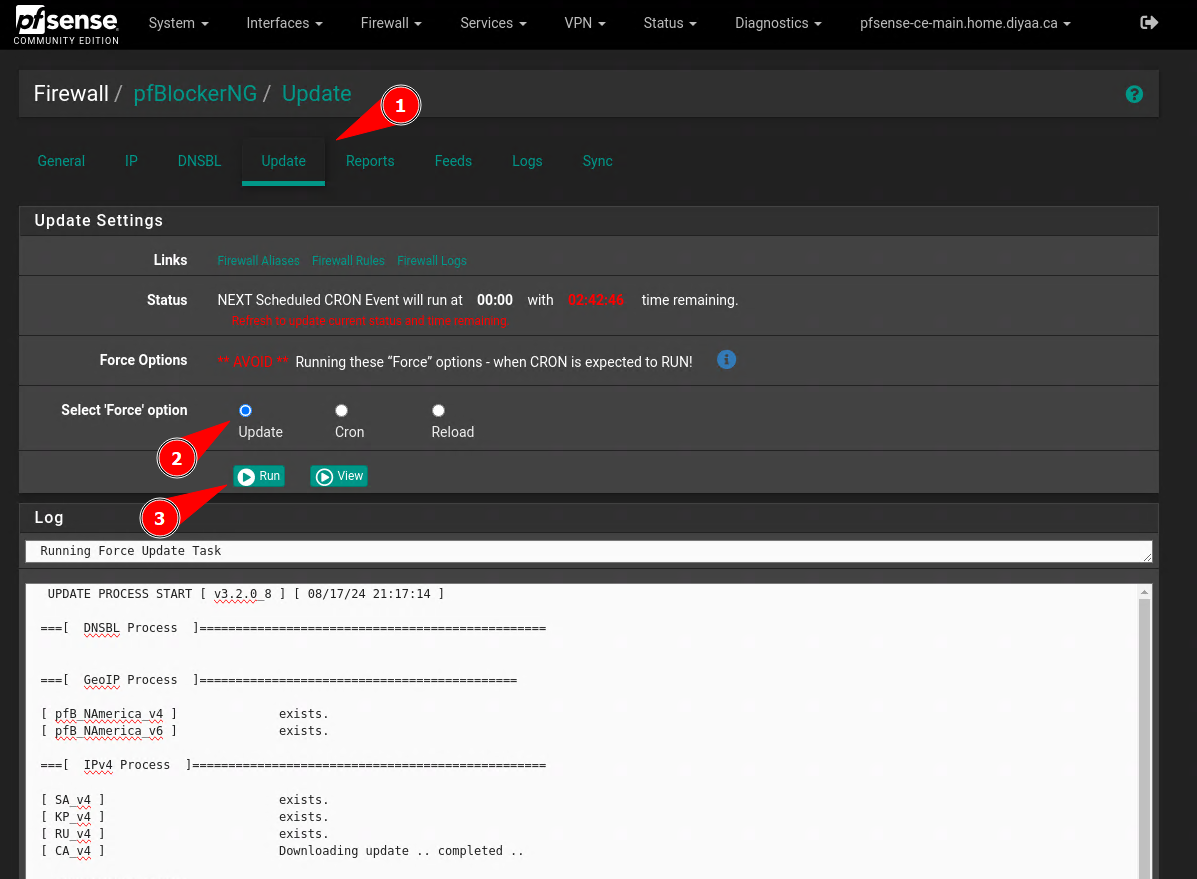 pfsense
COMMUNITY EDITION
System Interfaces Firewall Services VPN Status Diagnostics pfsense-ce-main.home.diyaa.ca
Firewall / pfBlockerNG / Update
1
?
General IP DNSBL Update Reports Feeds Logs Sync
Update Settings
Links Firewall Aliases Firewall Rules Firewall Logs
Status NEXT Scheduled CRON Event will run at 00:00 with 02:42:46 time remaining.
Refresh to update current status and time remaining.
Force Options ** AVOID ** Running these “Force” options - when CRON is expected to RUN! i
Select 'Force' option
Update Cron Reload
2
Run View
3
Log
Running Force Update Task
UPDATE PROCESS START [ v3.2.0_8 ] [ 08/17/24 21:17:14 ]
===[  DNSBL Process  ]================================================
===[  GeoIP Process  ]============================================
[ pfB_NAmerica_v4 ] exists.
[ pfB_NAmerica_v6 ] exists.
===[  IPv4 Process  ]=================================================
[ SA_v4 ] exists.
[ KP_v4 ] exists.
[ RU_v4 ] exists.
[ CA_v4 ] Downloading update .. completed ..